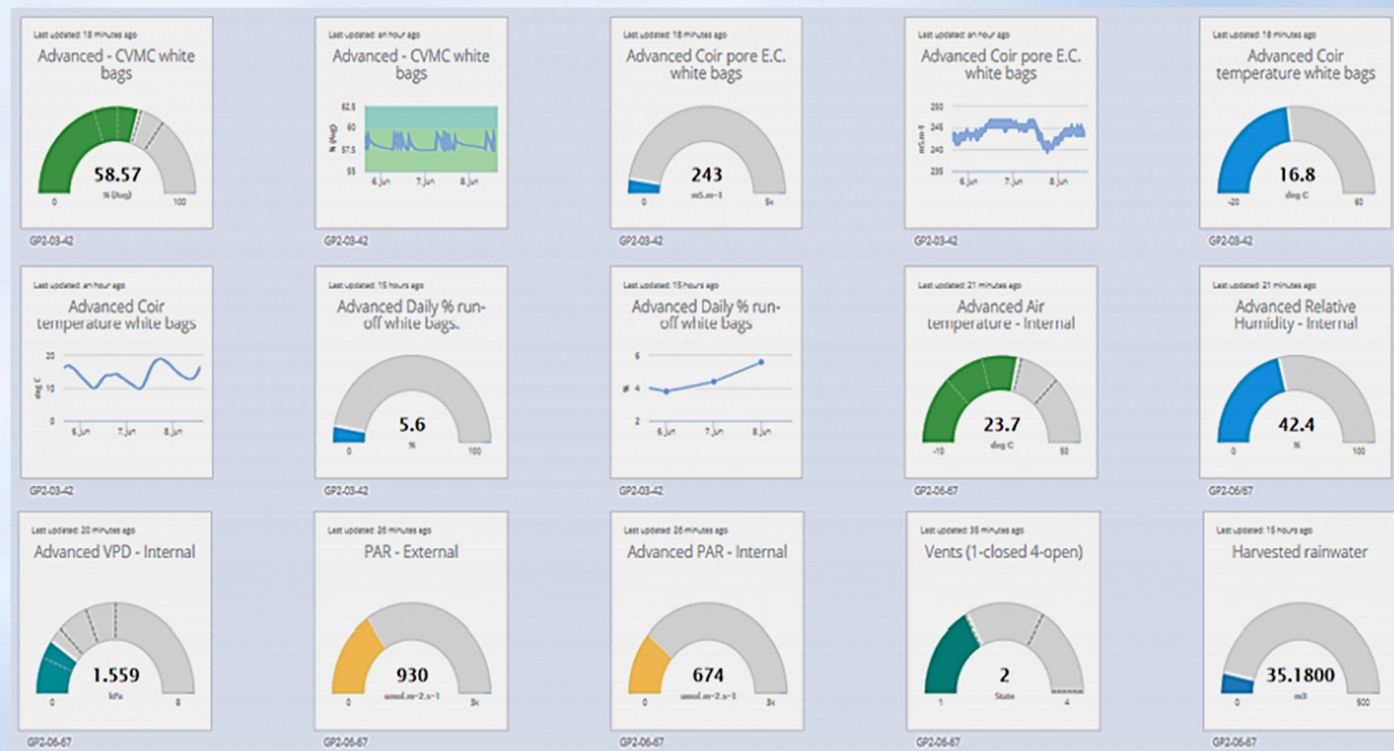 Last updated: 18 minutes ago
Advanced - CVMC white
bags
58.57
% (Avg)
0
100
GP2-03-42
Last updated: an hour ago
Advanced - CVMC white
bags
% (Avg)
62.5
60
57.5
55
6. Jun
7. Jun
8. Jun
GP2-03-42
Last updated: 18 minutes ago
Advanced Coir pore E.C.
white bags
243
mS.m-1
0
5k
GP2-03-42
Last updated: an hour ago
Advanced Coir pore E.C.
white bags
mS.m-1
250
245
240
235
6. Jun
7. Jun
8. Jun
GP2-03-42
Last updated: 18 minutes ago
Advanced Coir
temperature white bags
16.8
deg C
-20
60
GP2-03-42
Last updated: an hour ago
Advanced Coir
temperature white bags
deg C
20
10
0
6. Jun
7. Jun
8. Jun
GP2-03-42
Last updated: 15 hours ago
Advanced Daily % run-
off white bags.
5.6
%
0
100
GP2-03-42
Last updated: 15 hours ago
Advanced Daily % run-
off white bags
%
6
4
2
6. Jun
7. Jun
8. Jun
GP2-03-42
Last updated: 21 minutes ago
Advanced Air
temperature - Internal
23.7
deg C
-10
50
GP2-06-67
Last updated: 21 minutes ago
Advanced Relative
Humidity - Internal
42.4
%
0
100
GP2-06/67
Last updated: 20 minutes ago
Advanced VPD - Internal
1.559
kPa
0
8
GP2-06-67
Last updated: 26 minutes ago
PAR - External
930
umol.m-2.s-1
0
3k
GP2-06-67
Last updated: 26 minutes ago
Advanced PAR - Internal
674
umol.m-2.s-1
0
3k
GP2-06-67
Last updated: 35 minutes ago
Vents (1-closed 4-open)
2
State
1
4
GP2-06-67
Last updated: 15 hours ago
Harvested rainwater
35.1800
m3
0
500
GP2-06-67